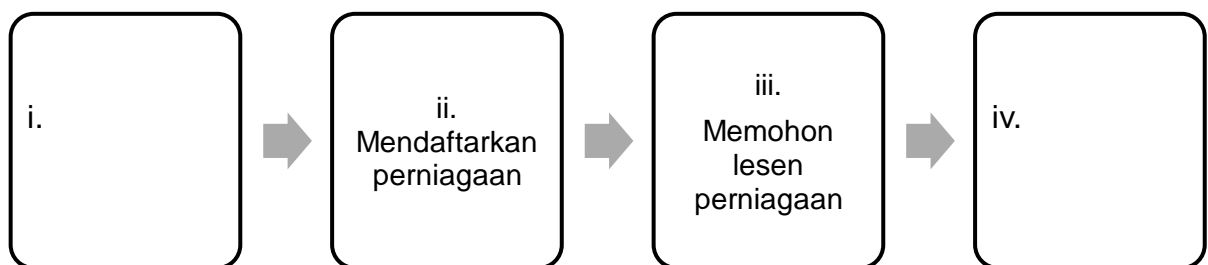 i.
ii.
Mendaftarkan
perniagaan
iii.
Memohon
lesen
perniagaan
iv.